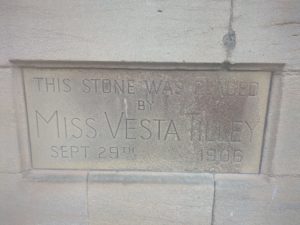 THIS STONE WAS PLACED
BY
MISS. VESTA TILLEY
SEPT 29TH 1906